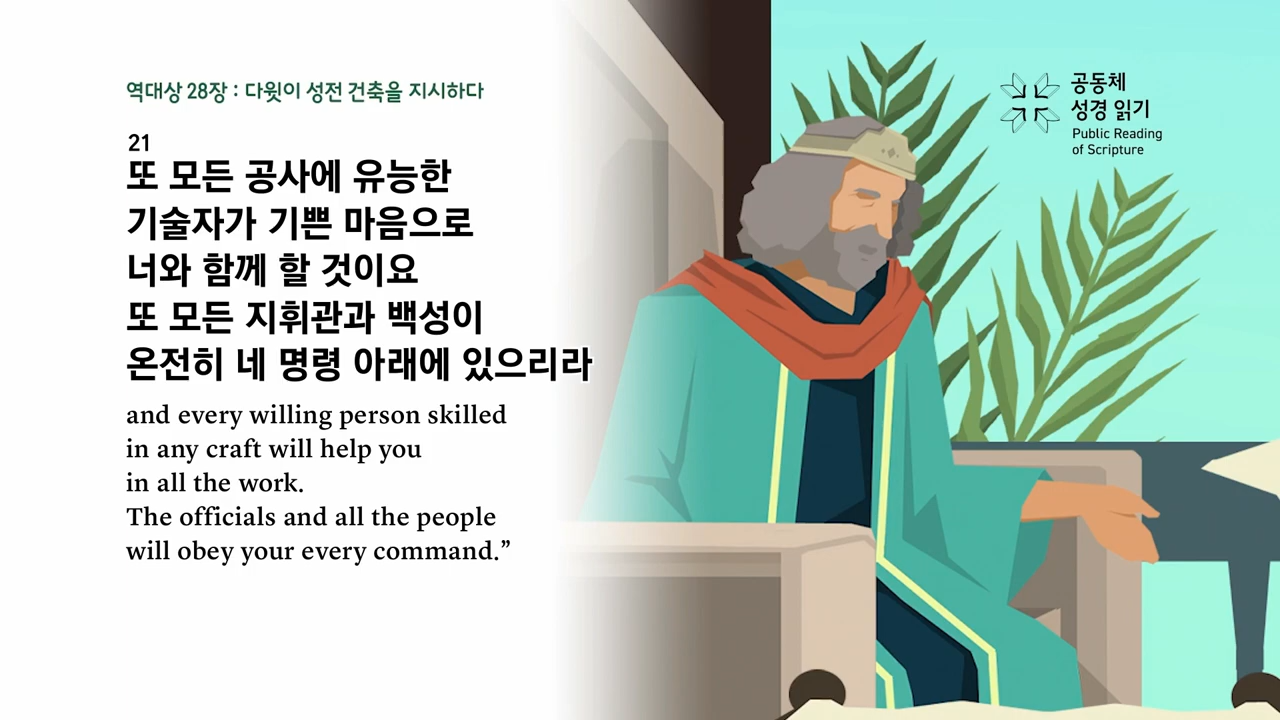 역대상 28장 : 다윗이 성전 건축을 지시하다
21
또 모든 공사에 유능한
기술자가 기쁜 마음으로
너와 함께 할 것이요
또 모든 지휘관과 백성이
온전히 네 명령 아래에 있으리라
and every willing person skilled
in any craft will help you
in all the work.
The officials and all the people
will obey your every command.”
공동체
성경 읽기
Public Reading
of Scripture